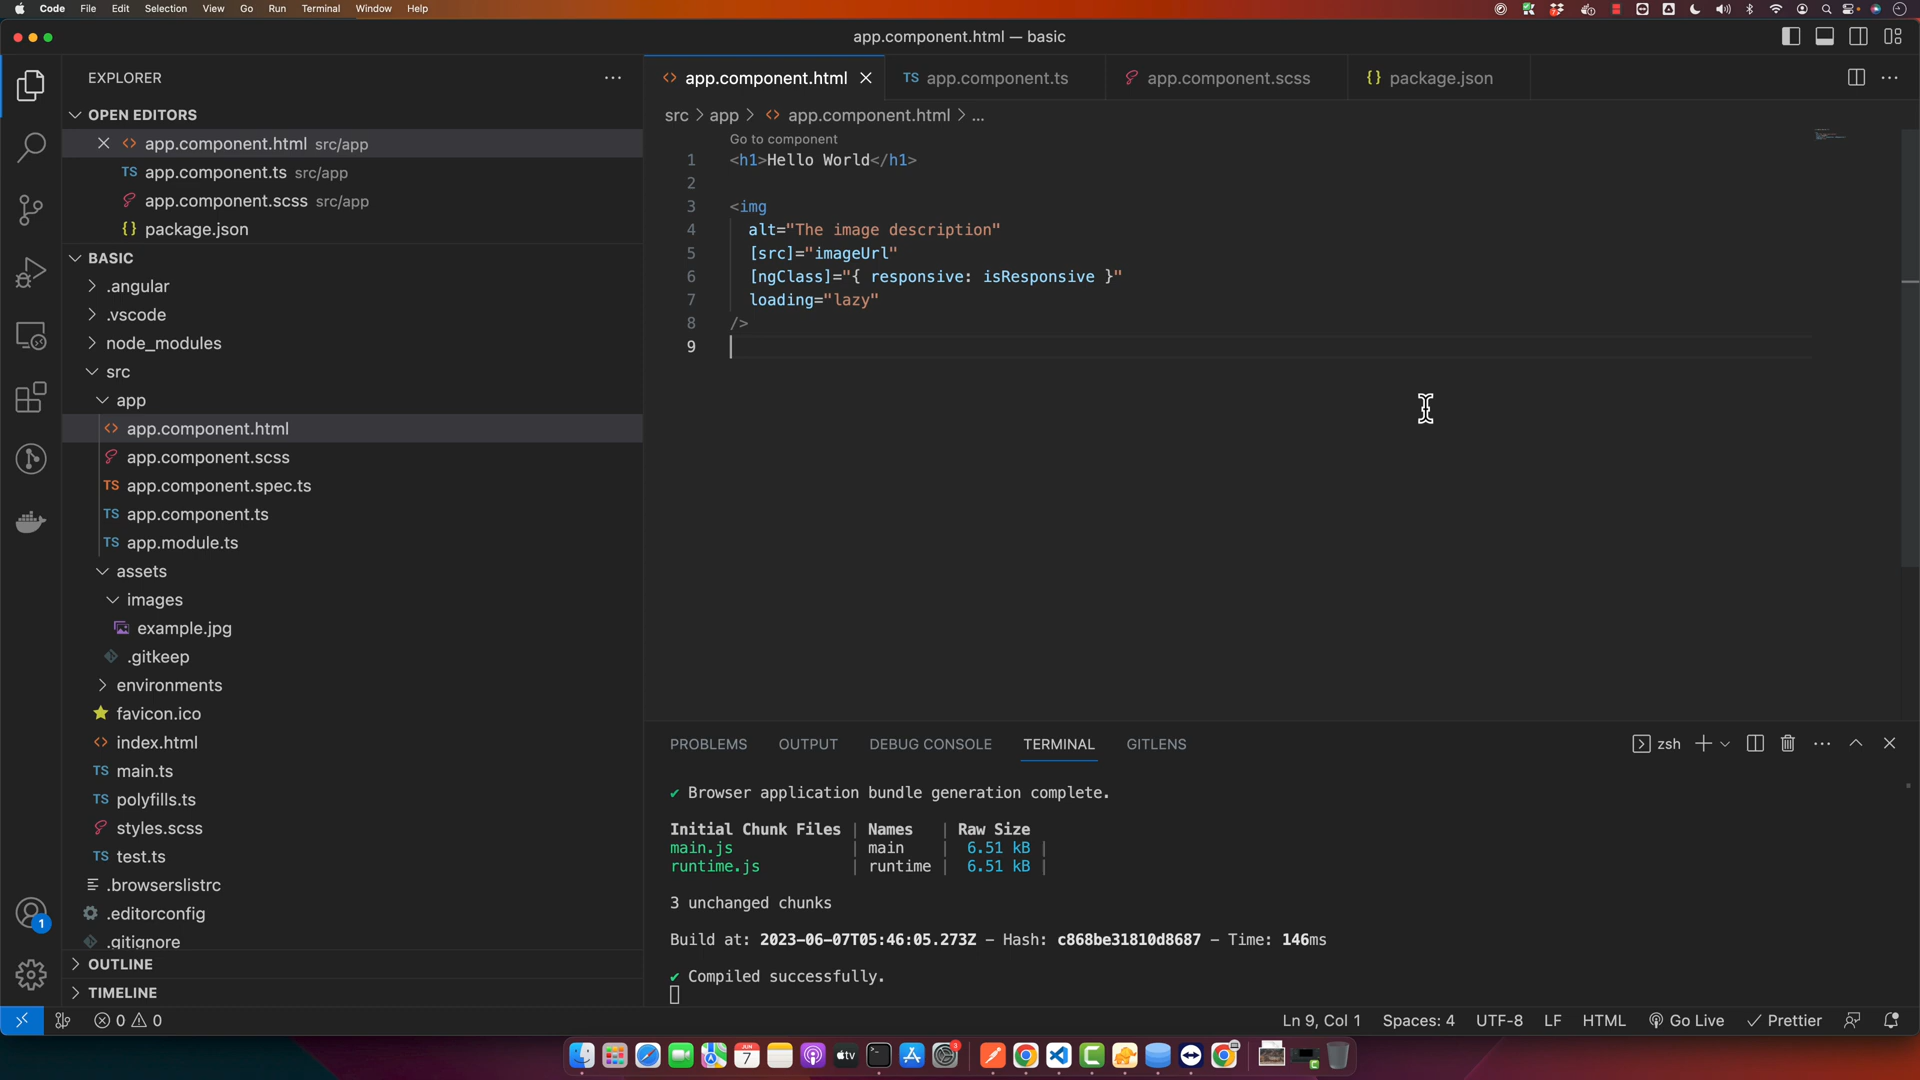 Code File Edit Selection View Go Run Terminal Window Help
app.component.html — basic
EXPLORER
OPEN EDITORS
app.component.html src/app
TS app.component.ts src/app
app.component.scss src/app
{} package.json
BASIC
.angular
.vscode
node_modules
src
app
app.component.html
app.component.scss
TS app.component.spec.ts
TS app.component.ts
TS app.module.ts
assets
images
example.jpg
.gitkeep
environments
favicon.ico
index.html
TS main.ts
TS polyfills.ts
styles.scss
TS test.ts
.browserslistrc
.editorconfig
.gitignore
OUTLINE
TIMELINE
1
app.component.html
TS app.component.ts
app.component.scss
{} package.json
src > app > app.component.html > ...
Go to component
1 <h1>Hello World</h1>
2
3 <img
4 alt="The image description"
5 [src]="imageUrl"
6 [ngClass]="{ responsive: isResponsive }"
7 loading="lazy"
8 />
9
PROBLEMS OUTPUT DEBUG CONSOLE TERMINAL GITLENS
zsh
✔ Browser application bundle generation complete.
Initial Chunk Files | Names | Raw Size
main.js | main | 6.51 kB |
runtime.js | runtime | 6.51 kB |
3 unchanged chunks
Build at: 2023-06-07T05:46:05.273Z - Hash: c868be31810d8687 - Time: 146ms
✔ Compiled successfully.
0 0
Ln 9, Col 1 Spaces: 4 UTF-8 LF HTML Go Live Prettier
JUN
7
tv
3